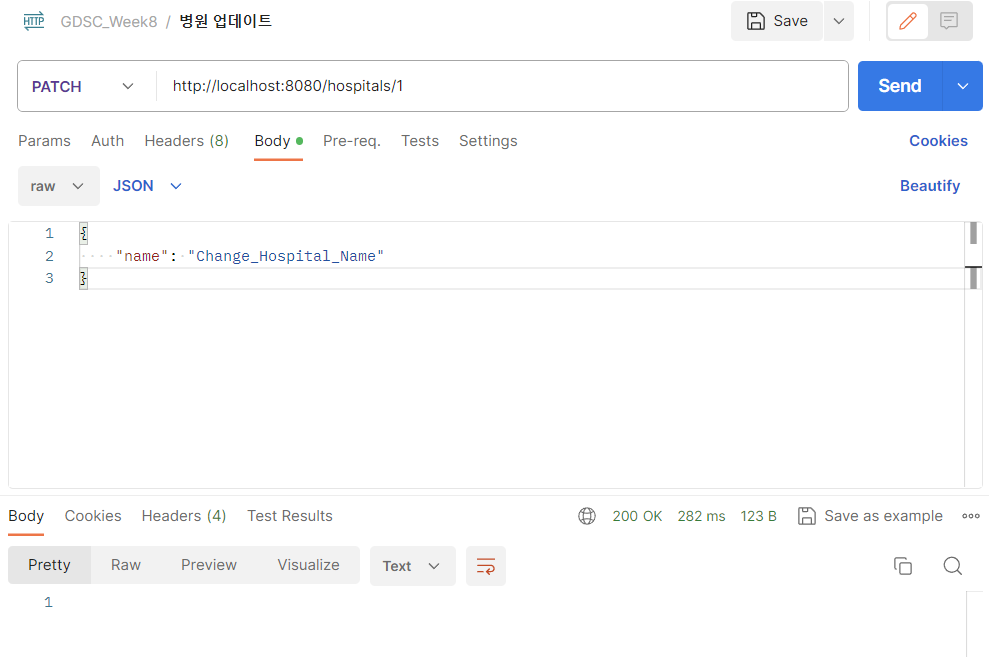 HTTP GDSC_Week8 / 병원 업데이트 Save
PATCH http://localhost:8080/hospitals/1 Send
Params Auth Headers (8) Body Pre-req. Tests Settings Cookies
raw JSON Beautify
1 {
2 "name": "Change_Hospital_Name"
3 }
Body Cookies Headers (4) Test Results 200 OK 282 ms 123 B Save as example
Pretty Raw Preview Visualize Text
1